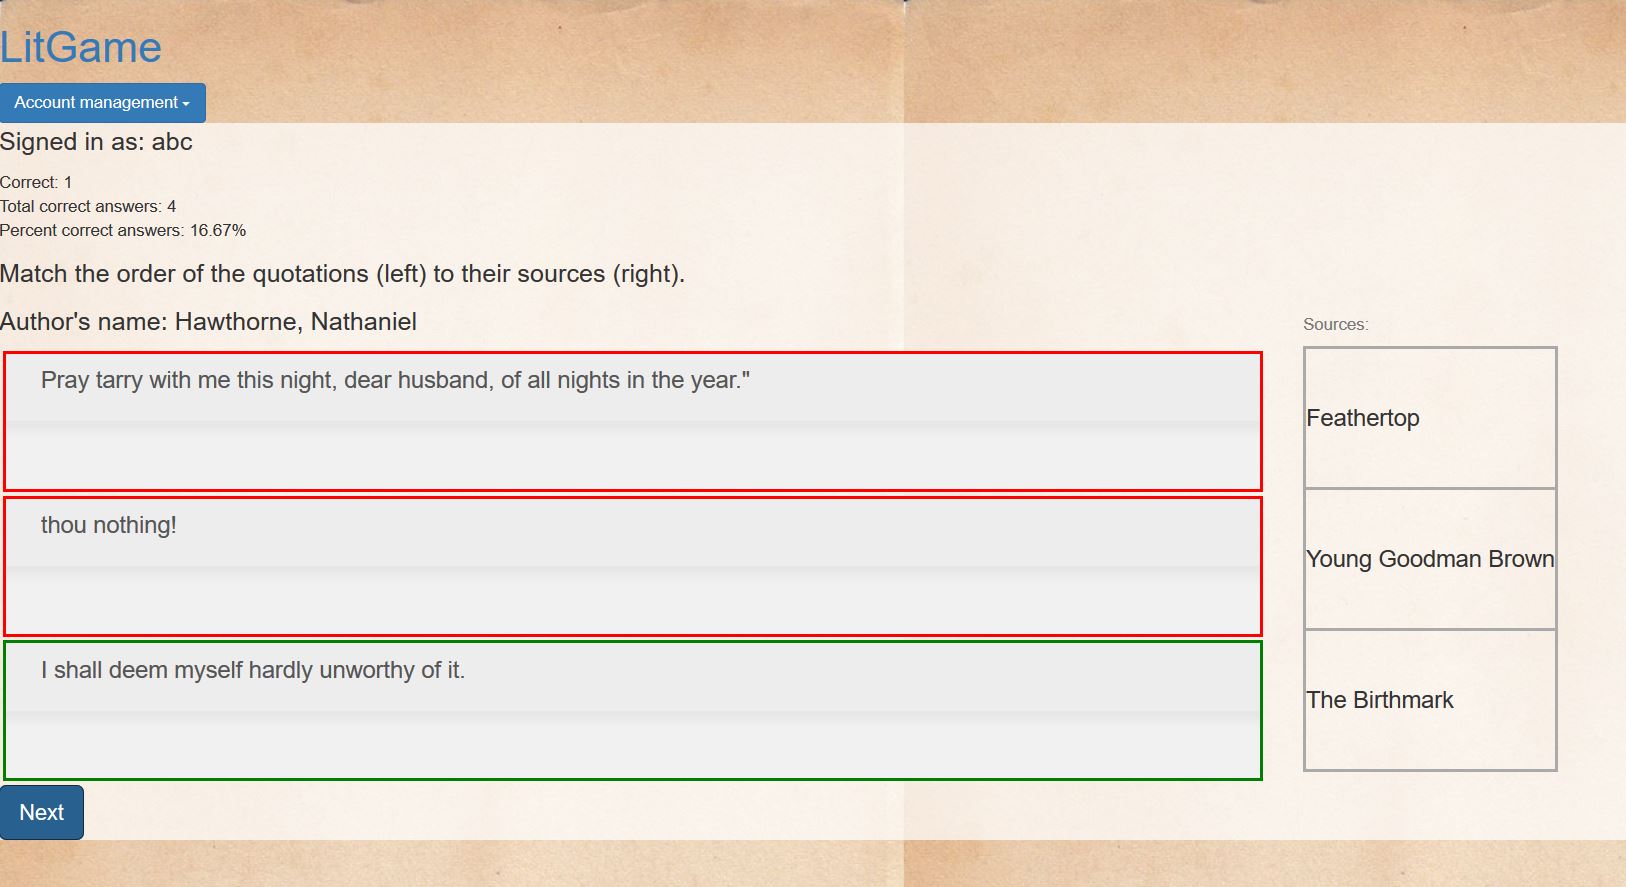 LitGame
Account management
Signed in as: abc
Correct: 1
Total correct answers: 4
Percent correct answers: 16.67%
Match the order of the quotations (left) to their sources (right).
Author's name: Hawthorne, Nathaniel
Sources:
Pray tarry with me this night, dear husband, of all nights in the year."
Feathertop
thou nothing!
Young Goodman Brown
I shall deem myself hardly unworthy of it.
The Birthmark
Next